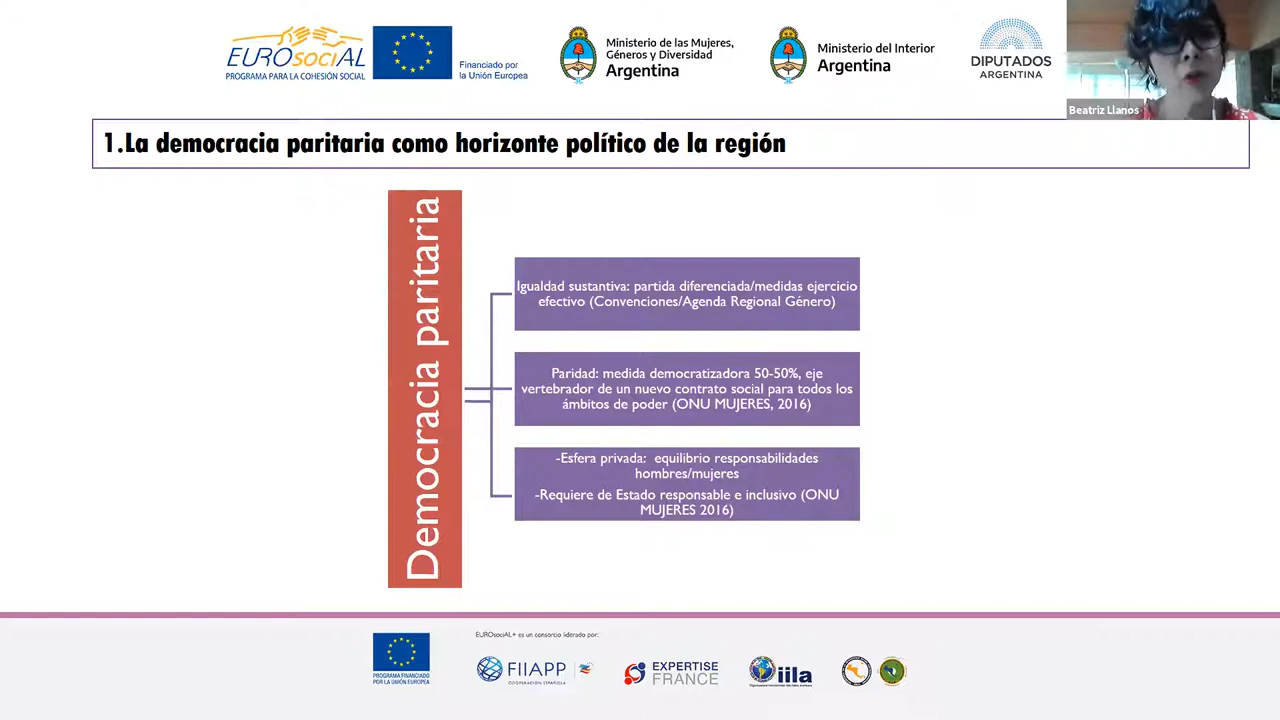 EUROsociAL
PROGRAMA PARA LA COHESIÓN SOCIAL
Financiado por
la Unión Europea
Ministerio de las Mujeres,
Géneros y Diversidad
Argentina
Ministerio del Interior
Argentina
DIPUTADOS
ARGENTINA
Beatriz Llanos
1.La democracia paritaria como horizonte político de la región
Democracia paritaria
Igualdad sustantiva: partida diferenciada/medidas ejercicio
efectivo (Convenciones/Agenda Regional Género)
Paridad: medida democratizadora 50-50%, eje
vertebrador de un nuevo contrato social para todos los
ámbitos de poder (ONU MUJERES, 2016)
-Esfera privada: equilibrio responsabilidades
hombres/mujeres
-Requiere de Estado responsable e inclusivo (ONU
MUJERES 2016)
EUROsociAL+ es un consorcio liderado por:
PROGRAMA FINANCIADO
POR LA UNIÓN EUROPEA
FIIAPP
COOPERACIÓN ESPAÑOLA
EXPERTISE
FRANCE
iila